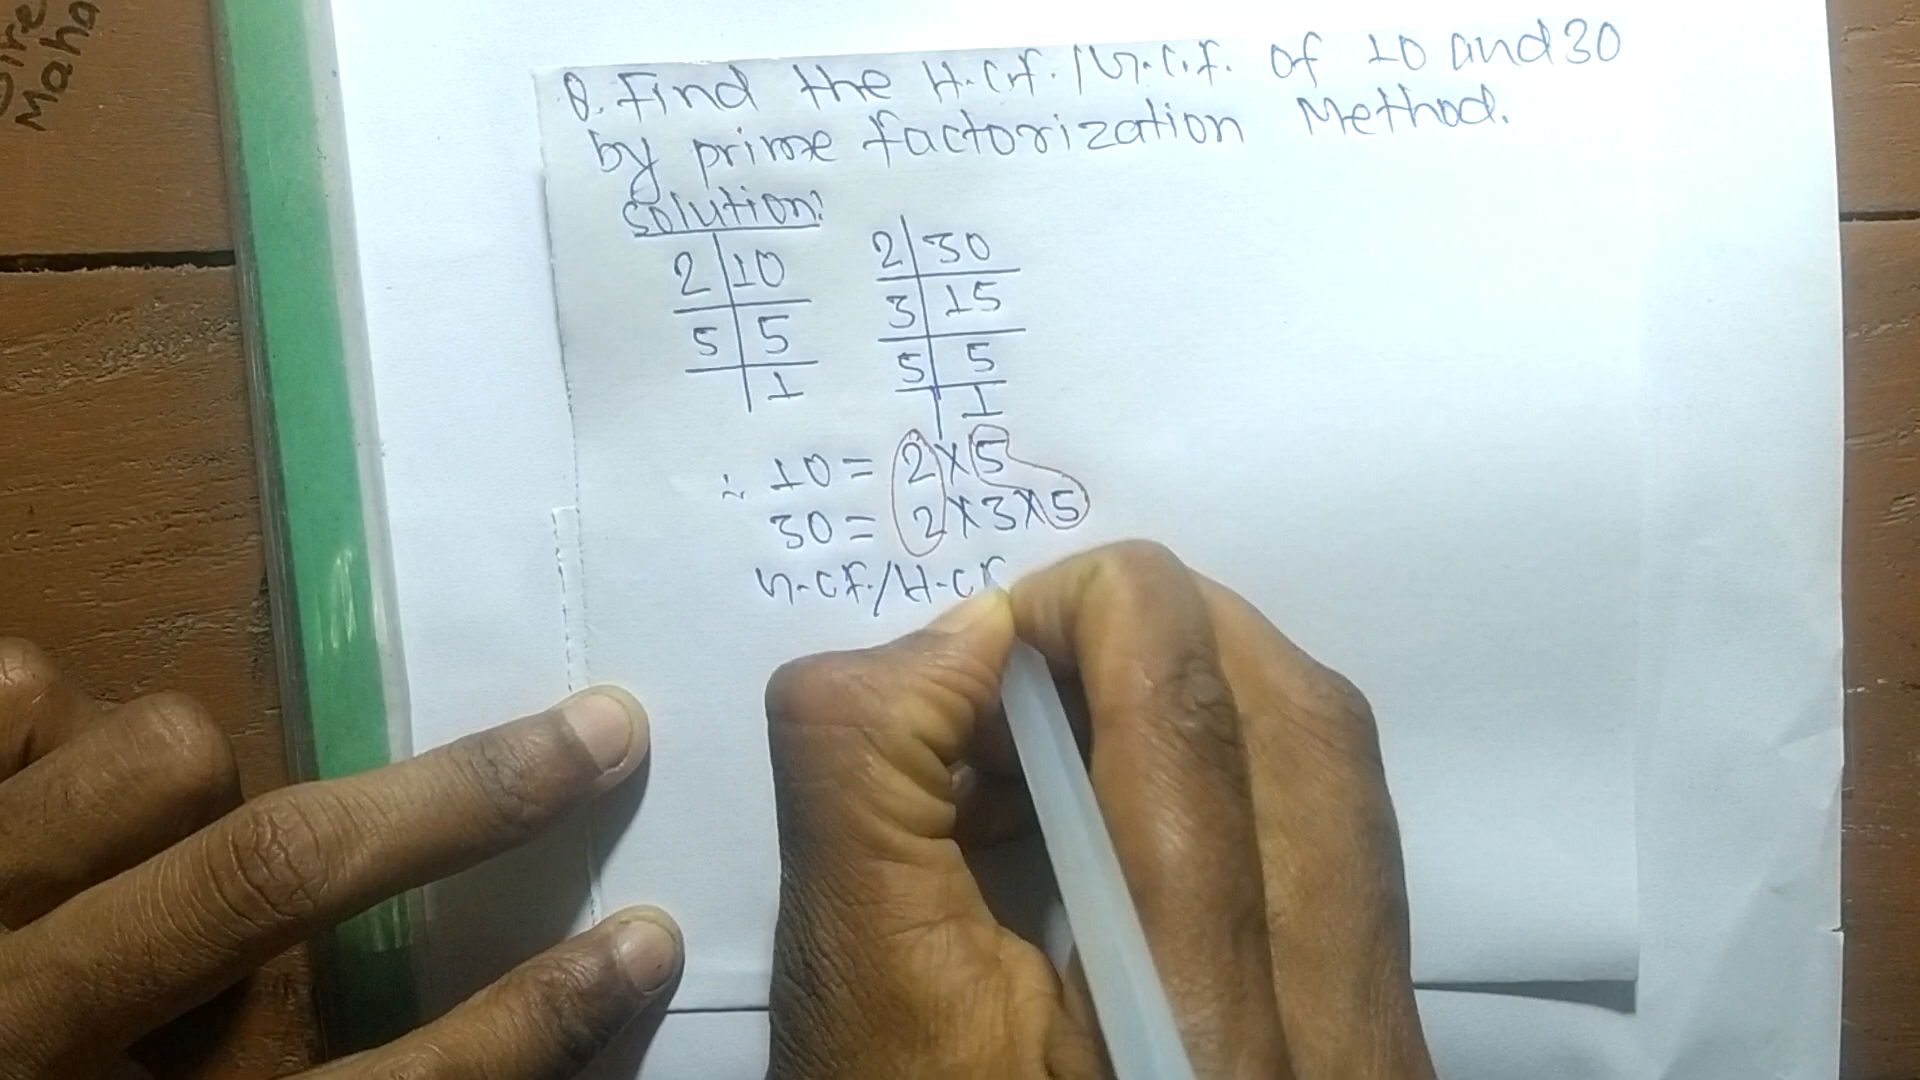 Q. Find the H.C.F./G.C.F. of 10 and 30
by prime factorization Method.
Solution:
2 | 10
5 | 5
1
2 | 30
3 | 15
5 | 5
1
∴ 10 = 2×5
30 = 2×3×5
G.C.F./H.C.F
Maha